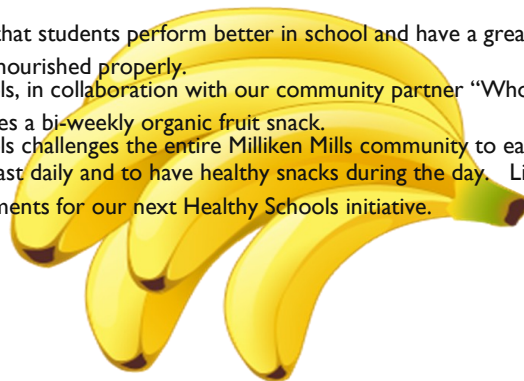 that students perform better in school and have a grea
nourished properly.
ls, in collaboration with our community partner “Who
es a bi-weekly organic fruit snack.
ls challenges the entire Milliken Mills community to ea
ast daily and to have healthy snacks during the day. Li
ments for our next Healthy Schools initiative.